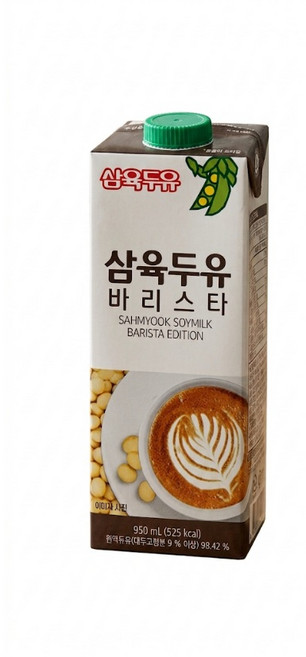 삼육두유
삼육두유
바리스타
SAHMYOOK SOYMILK
BARISTA EDITION
이미지 사진
950 mL (525 kcal)
원액두유(대두고형분 9 % 이상) 98.42 %